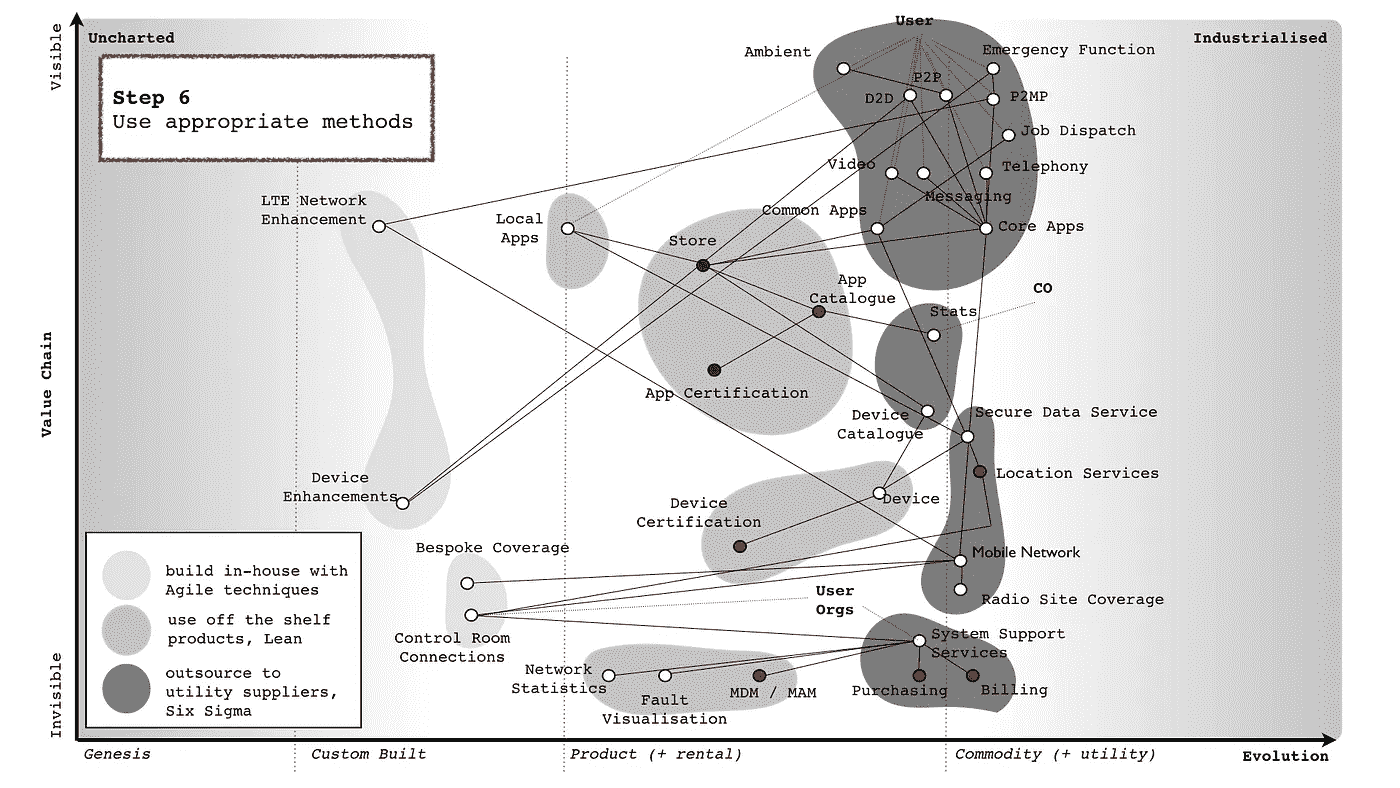 Visible
Uncharted
User
Industrialised
Step 6
Use appropriate methods
Ambient
Emergency Function
P2P
D2D
P2MP
Job Dispatch
Video
Telephony
Messaging
LTE Network
Enhancement
Local
Apps
Common Apps
Core Apps
Store
App
Catalogue
CO
Stats
App Certification
Device
Catalogue
Secure Data Service
Value Chain
Location Services
Device
Enhancements
Device
Certification
Device
Bespoke Coverage
Mobile Network
build in-house with
Agile techniques
User
Orgs
Radio Site Coverage
use off the shelf
products, Lean
Control Room
Connections
System Support
Services
outsource to
utility suppliers,
Six Sigma
Network
Statistics
Fault
Visualisation
MDM / MAM
Purchasing
Billing
Invisible
Genesis
Custom Built
Product (+ rental)
Commodity (+ utility)
Evolution